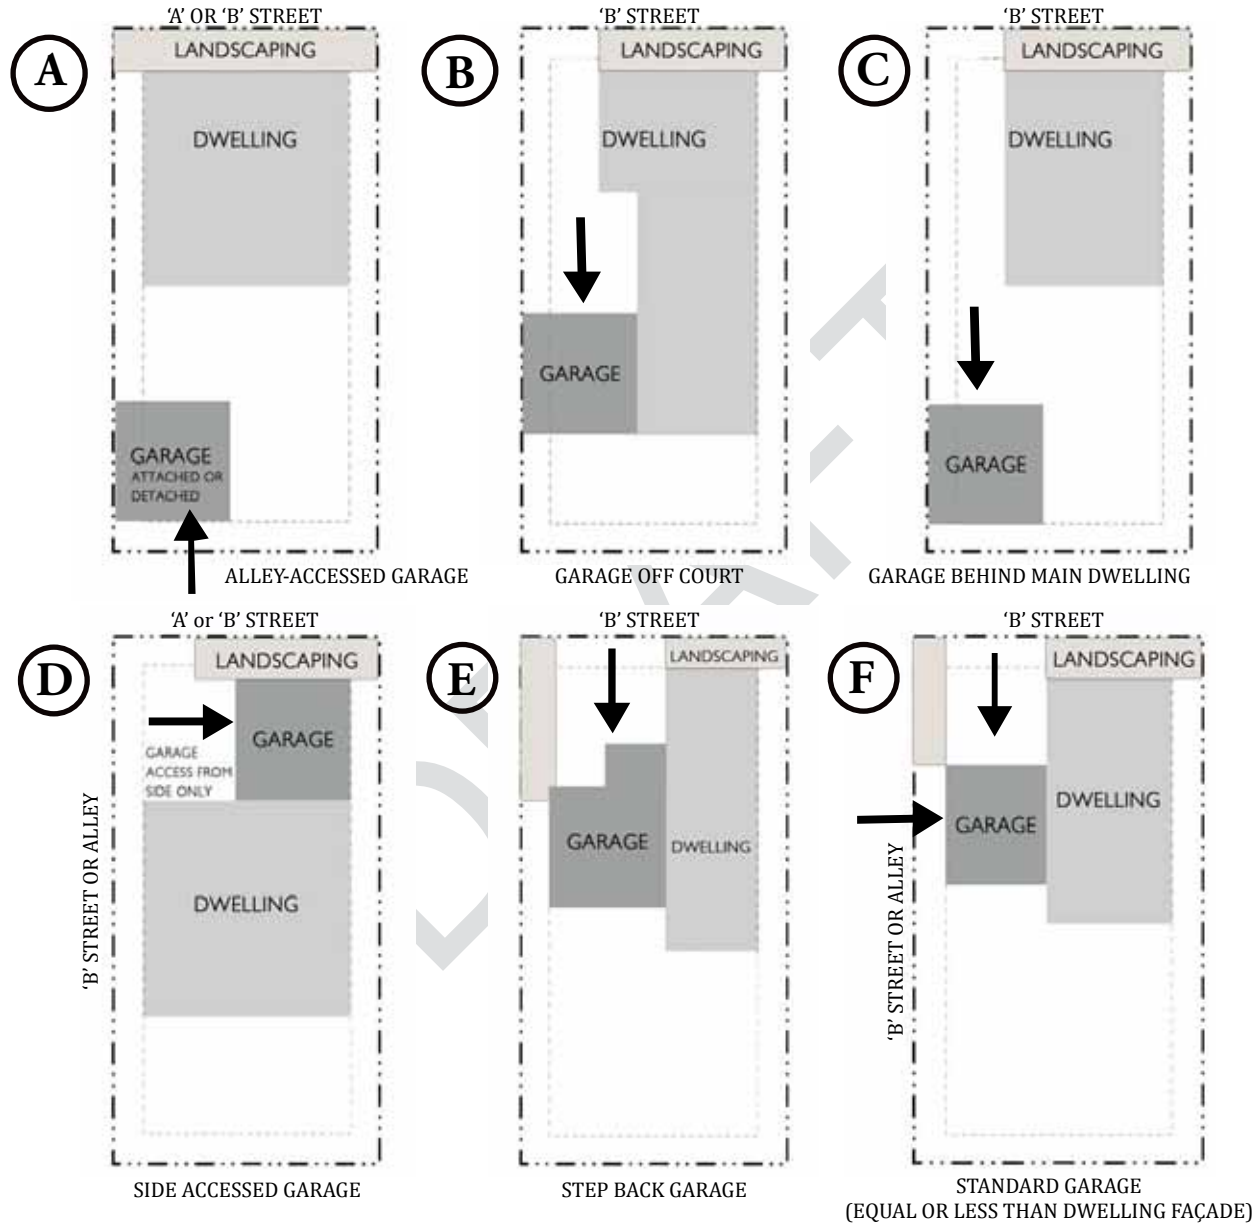 'A' OR 'B' STREET
A
LANDSCAPING
DWELLING
GARAGE
ATTACHED OR
DETACHED
ALLEY-ACCESSED GARAGE
'B' STREET
B
LANDSCAPING
DWELLING
GARAGE
GARAGE OFF COURT
'B' STREET
C
LANDSCAPING
DWELLING
GARAGE
GARAGE BEHIND MAIN DWELLING
'A' or 'B' STREET
D
LANDSCAPING
GARAGE
GARAGE
ACCESS FROM
SIDE ONLY
DWELLING
'B' STREET OR ALLEY
SIDE ACCESSED GARAGE
'B' STREET
E
LANDSCAPING
GARAGE
DWELLING
STEP BACK GARAGE
'B' STREET
F
LANDSCAPING
DWELLING
GARAGE
'B' STREET OR ALLEY
STANDARD GARAGE
(EQUAL OR LESS THAN DWELLING FAÇADE)
DRAFT